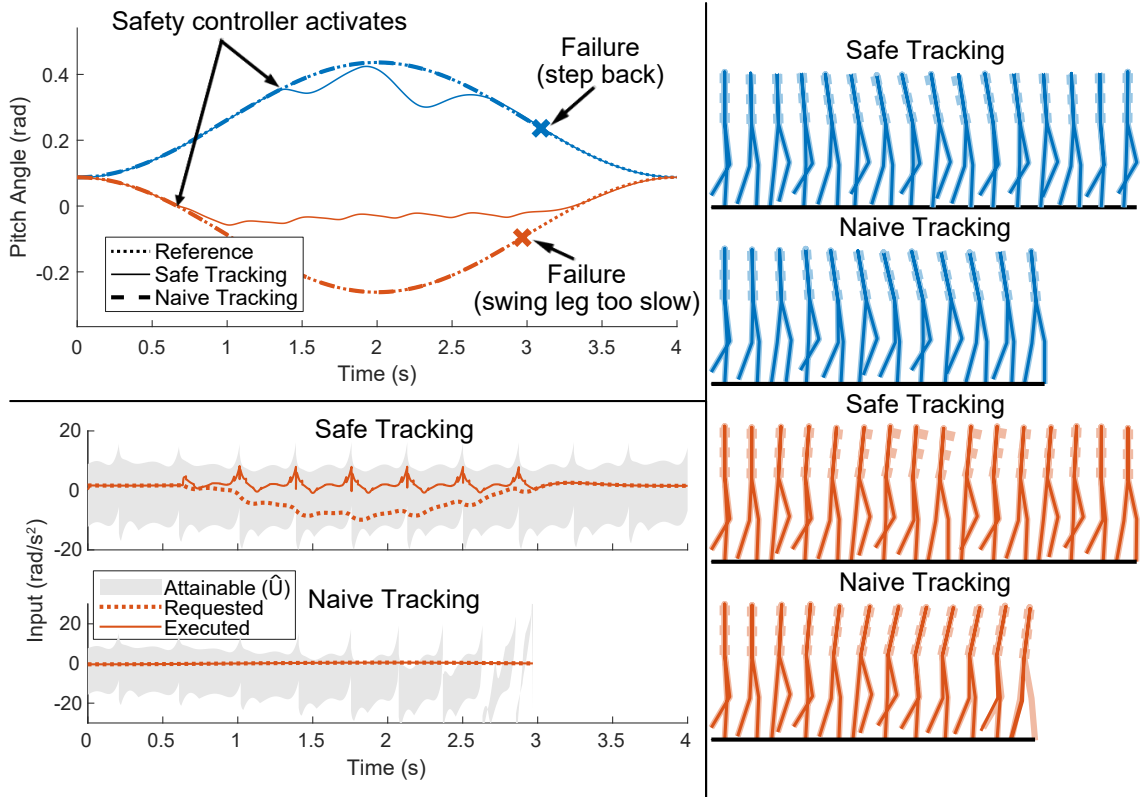 Safety controller activates
Failure
(step back)
0.4
0.2
0
-0.2
Pitch Angle (rad)
Reference
Safe Tracking
Naive Tracking
Failure
(swing leg too slow)
0 0.5 1 1.5 2 2.5 3 3.5 4
Time (s)
Safe Tracking
20
0
-20
Input (rad/s²)
Attainable (Û)
Requested
Executed
Naive Tracking
20
0
-20
0 0.5 1 1.5 2 2.5 3 3.5 4
Time (s)
Safe Tracking
Naive Tracking
Safe Tracking
Naive Tracking